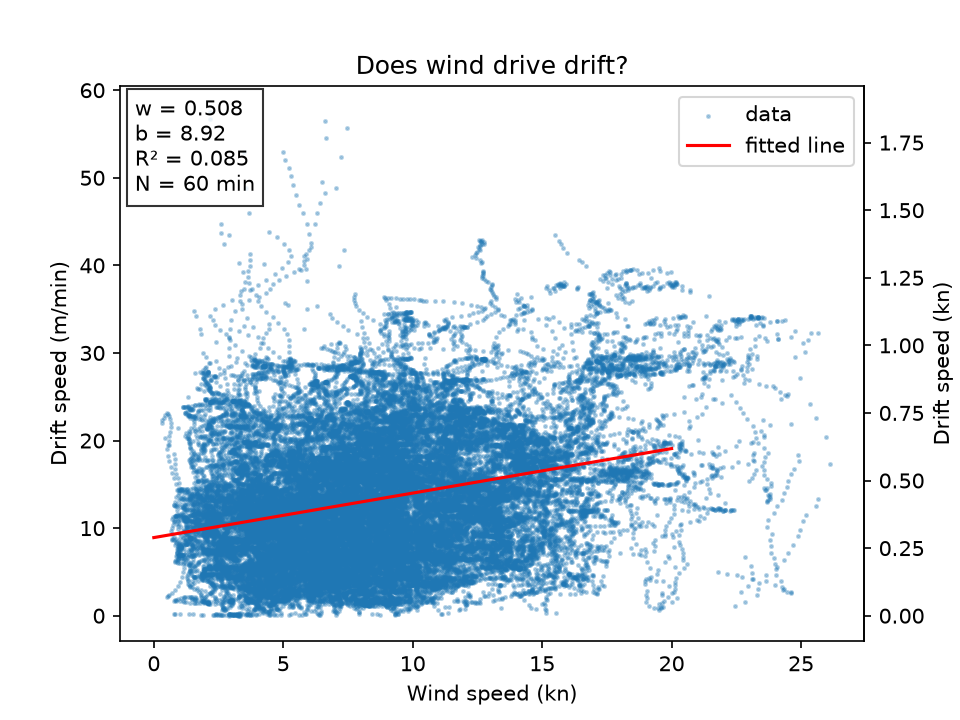 Does wind drive drift?
w = 0.508
b = 8.92
R² = 0.085
N = 60 min
data
fitted line
60
50
40
30
20
10
0
Drift speed (m/min)
1.75
1.50
1.25
1.00
0.75
0.50
0.25
0.00
Drift speed (kn)
0 5 10 15 20 25
Wind speed (kn)